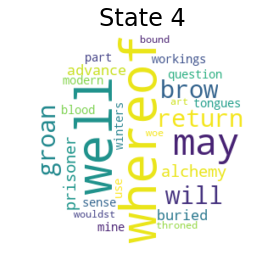 State 4
bound
part
workings
advance
question
modern
brow
blood
art
tongues
return
groan
well
whereof
winters
woe
may
prisoner
alchemy
use
will
sense
buried
wouldst
mine
throned